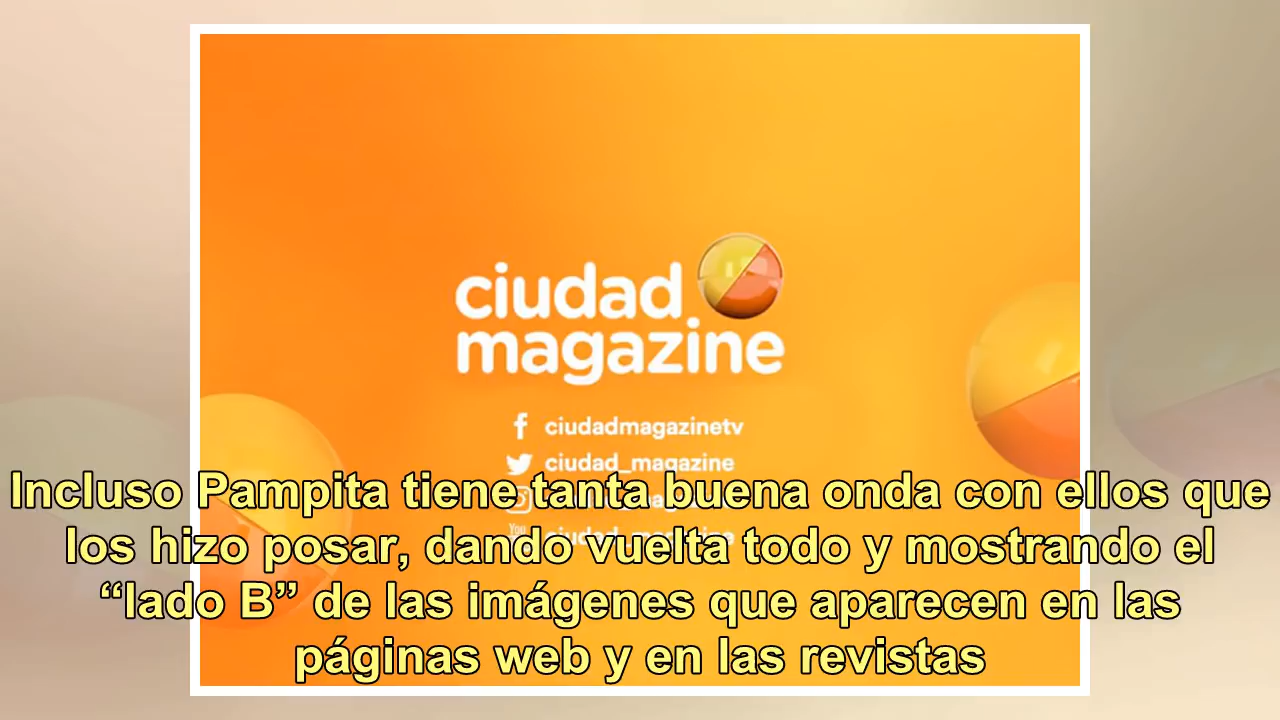 ciudad
magazine
ciudadmagazinetv
ciudad_magazine
Incluso Pampita tiene tanta buena onda con ellos que
los hizo posar, dando vuelta todo y mostrando el
“lado B” de las imágenes que aparecen en las
páginas web y en las revistas